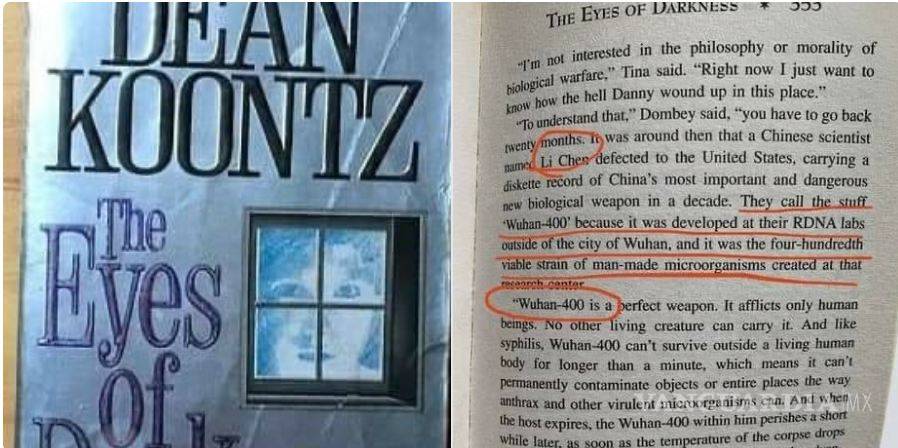 DEAN
KOONTZ
The
Eyes
of
THE EYES OF DARKNESS * 353
"I'm not interested in the philosophy or morality of
biological warfare," Tina said. "Right now I just want to
know how the hell Danny wound up in this place."
"To understand that," Dombey said, "you have to go back
twenty months. It was around then that a Chinese scientist
named Li Chen defected to the United States, carrying a
diskette record of China's most important and dangerous
new biological weapon in a decade. They call the stuff
'Wuhan-400' because it was developed at their RDNA labs
outside of the city of Wuhan, and it was the four-hundredth
viable strain of man-made microorganisms created at that
research center.
"Wuhan-400 is a perfect weapon. It afflicts only human
beings. No other living creature can carry it. And like
syphilis, Wuhan-400 can't survive outside a living human
body for longer than a minute, which means it can't
permanently contaminate objects or entire places the way
anthrax and other virulent microorganisms can. And when
the host expires, the Wuhan-400 within him perishes a short
while later, as soon as the temperature of the corpse drops
MX